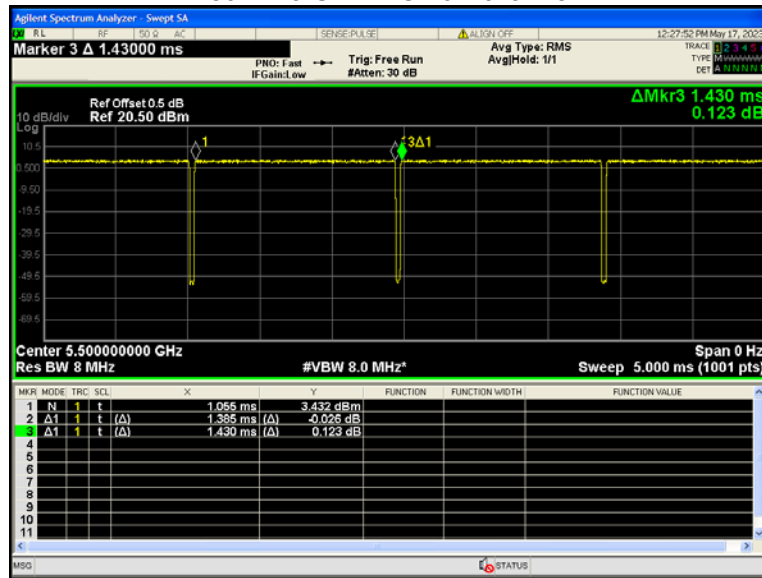 Agilent Spectrum Analyzer - Swept SA
RL RF 50 Ω AC SENSE:PULSE ALIGN OFF 12:27:52 PM May 17, 2023
Marker 3 Δ 1.43000 ms
PNO: Fast
IFGain:Low
Trig: Free Run
#Atten: 30 dB
Avg Type: RMS
Avg|Hold: 1/1
TRACE 1 2 3 4 5
TYPE M
DET A N N N N
ΔMkr3 1.430 ms
0.123 dB
Ref Offset 0.5 dB
10 dB/div Ref 20.50 dBm
Log
10.5
0.500
-9.50
-19.5
-29.5
-39.5
-49.5
-59.5
-69.5
1
3Δ1
Center 5.500000000 GHz Span 0 Hz
Res BW 8 MHz #VBW 8.0 MHz* Sweep 5.000 ms (1001 pts)
MKR MODE TRC SCL X Y FUNCTION FUNCTION WIDTH FUNCTION VALUE
1 N 1 t 1.055 ms 3.432 dBm
2 Δ1 1 t (Δ) 1.385 ms (Δ) -0.026 dB
3 Δ1 1 t (Δ) 1.430 ms (Δ) 0.123 dB
4
5
6
7
8
9
10
11
MSG STATUS